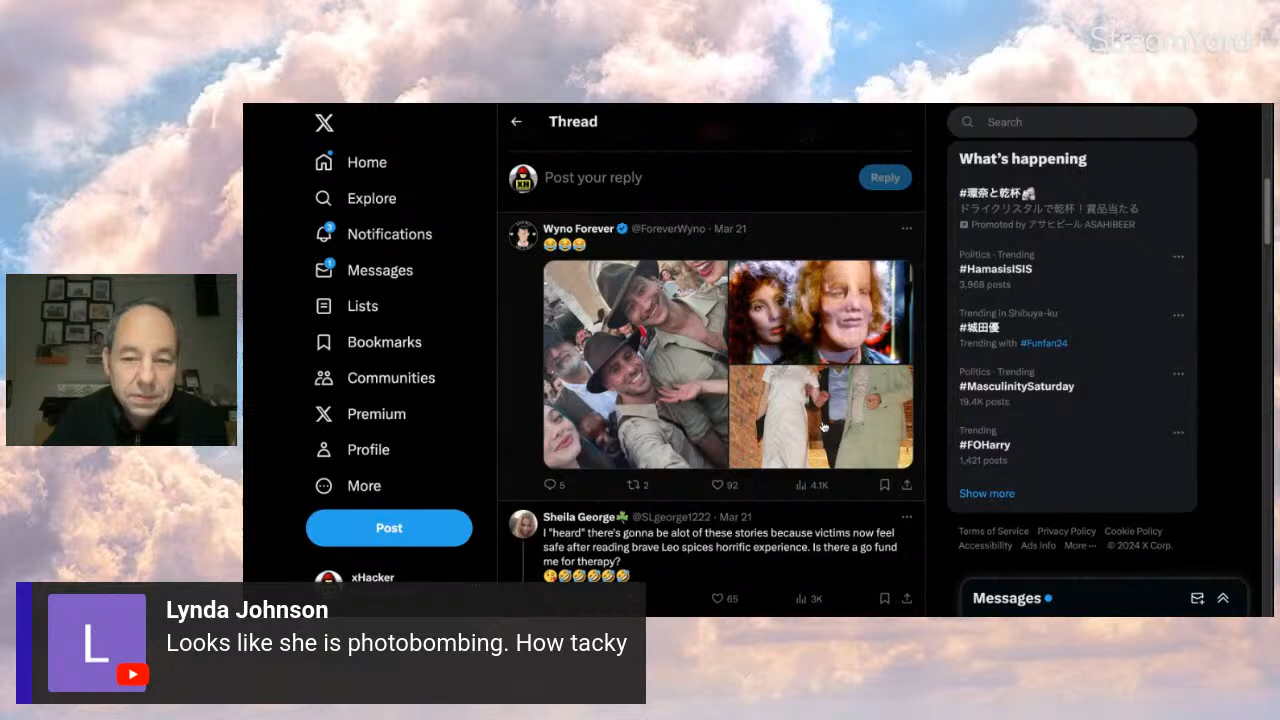 StreamYard
Thread
Search
Home
Explore
3
Notifications
1
Messages
Lists
Bookmarks
Communities
Premium
Profile
More
Post
xHacker
XH
Post your reply
Reply
Wyno Forever @ForeverWyno · Mar 21
😂😂😂
5 2 92 4.1K
Sheila George☘️ @SLgeorge1222 · Mar 21
I "heard" there's gonna be alot of these stories because victims now feel
safe after reading brave Leo spices horrific experience. Is there a go fund
me for therapy?
😘🤣🤣🤣🤣🤣
65 3K
What's happening
#環奈と乾杯
ドライクリスタルで乾杯！賞品当たる
Promoted by アサヒビール ASAHIBEER
Politics · Trending
#HamasisISIS
3,968 posts
Trending in Shibuya-ku
#城田優
Trending with #Funfan24
Politics · Trending
#MasculinitySaturday
19.4K posts
Trending
#FOHarry
1,421 posts
Show more
Terms of Service Privacy Policy Cookie Policy
Accessibility Ads info More ··· © 2024 X Corp.
Messages
L
Lynda Johnson
Looks like she is photobombing. How tacky